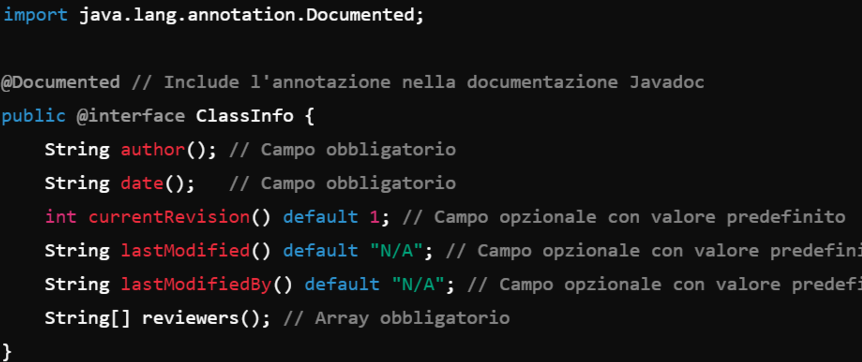 import java.lang.annotation.Documented;
@Documented // Include l'annotazione nella documentazione Javadoc
public @interface ClassInfo {
String author(); // Campo obbligatorio
String date();   // Campo obbligatorio
int currentRevision() default 1; // Campo opzionale con valore predefinito
String lastModified() default "N/A"; // Campo opzionale con valore predefini
String lastModifiedBy() default "N/A"; // Campo opzionale con valore predefi
String[] reviewers(); // Array obbligatorio
}